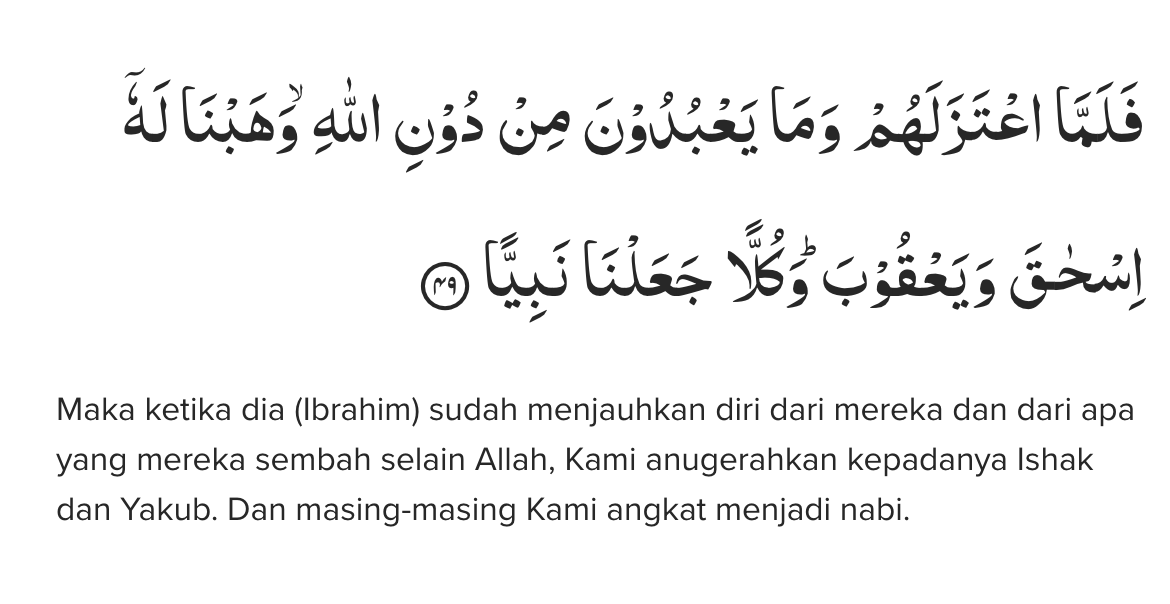 فَلَمَّا اعْتَزَلَهُمْ وَمَا يَعْبُدُوْنَ مِنْ دُوْنِ اللّٰهِ ۙوَهَبْنَا لَهٗٓ
اِسْحٰقَ وَيَعْقُوْبَۗ وَكُلًّا جَعَلْنَا نَبِيًّا ۴۹
Maka ketika dia (Ibrahim) sudah menjauhkan diri dari mereka dan dari apa
yang mereka sembah selain Allah, Kami anugerahkan kepadanya Ishak
dan Yakub. Dan masing-masing Kami angkat menjadi nabi.